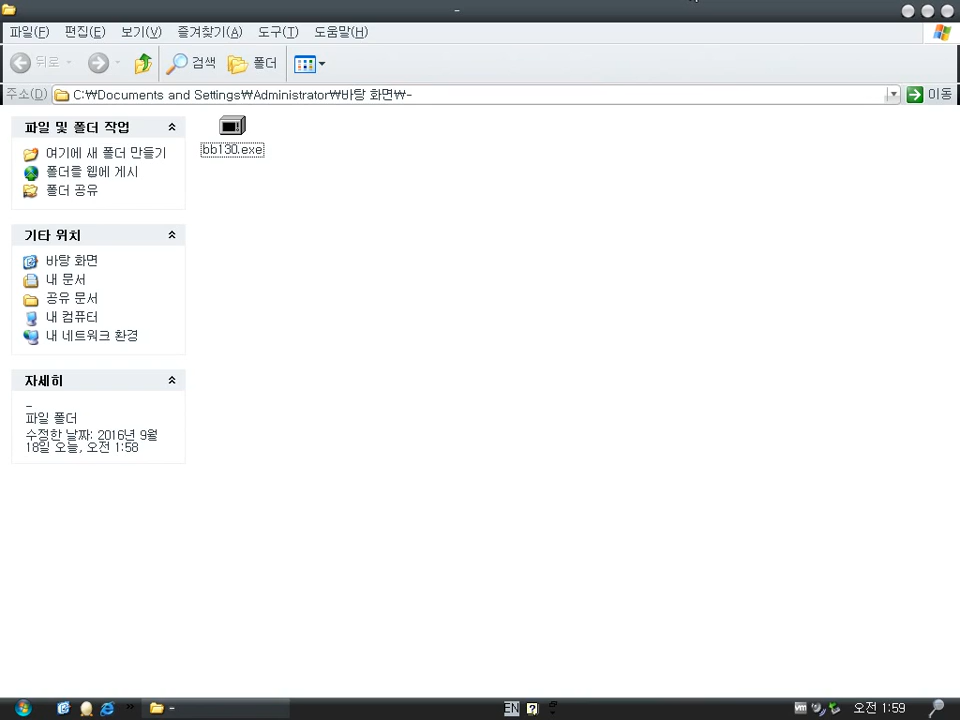 -
파일(F) 편집(E) 보기(V) 즐겨찾기(A) 도구(T) 도움말(H)
뒤로 검색 폴더
주소(D) C:₩Documents and Settings₩Administrator₩바탕 화면₩- 이동
파일 및 폴더 작업
여기에 새 폴더 만들기
폴더를 웹에 게시
폴더 공유
bb130.exe
기타 위치
바탕 화면
내 문서
공유 문서
내 컴퓨터
내 네트워크 환경
자세히
-
파일 폴더
수정한 날짜: 2016년 9월
18일 오늘, 오전 1:58
» - EN ? vm 오전 1:59